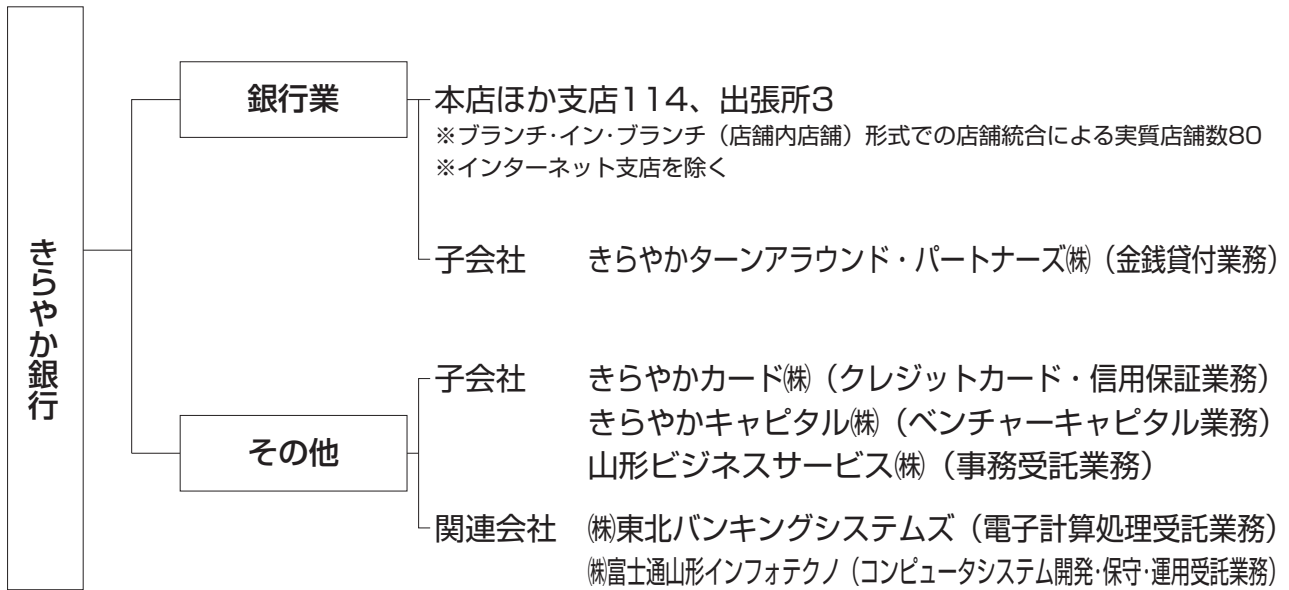 きらやか銀行
銀行業
本店ほか支店114、出張所3
※ブランチ・イン・ブランチ（店舗内店舗）形式での店舗統合による実質店舗数80
※インターネット支店を除く
子会社 きらやかターンアラウンド・パートナーズ㈱（金銭貸付業務）
その他
子会社 きらやかカード㈱（クレジットカード・信用保証業務）
きらやかキャピタル㈱（ベンチャーキャピタル業務）
山形ビジネスサービス㈱（事務受託業務）
関連会社 ㈱東北バンキングシステムズ（電子計算処理受託業務）
㈱富士通山形インフォテクノ（コンピュータシステム開発・保守・運用受託業務）